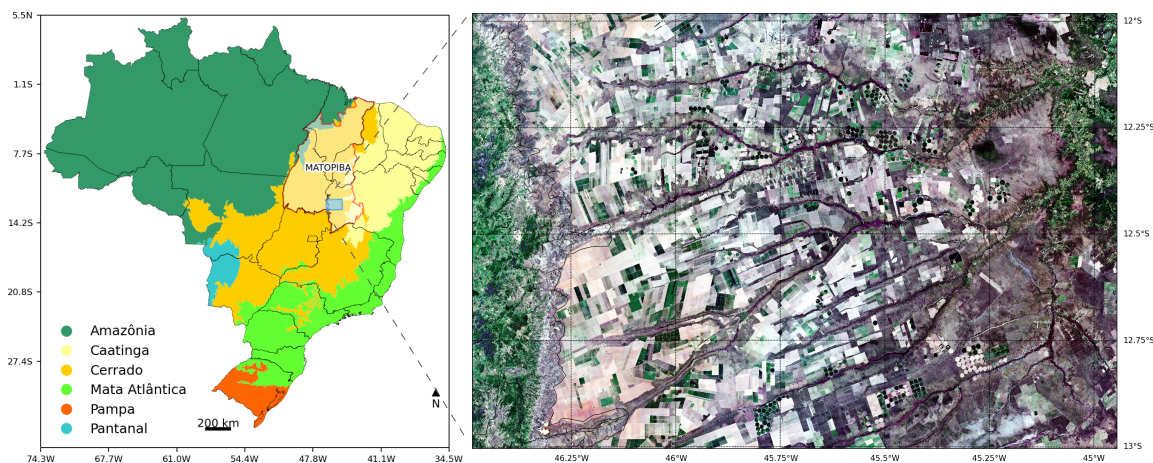 5.5N
1.1S
7.7S
14.2S
20.8S
27.4S
MATOPIBA
Amazônia
Caatinga
Cerrado
Mata Atlântica
Pampa
Pantanal
200 km
N
74.3W 67.7W 61.0W 54.4W 47.8W 41.1W 34.5W
12°S
12.25°S
12.5°S
12.75°S
13°S
46.25°W 46°W 45.75°W 45.5°W 45.25°W 45°W